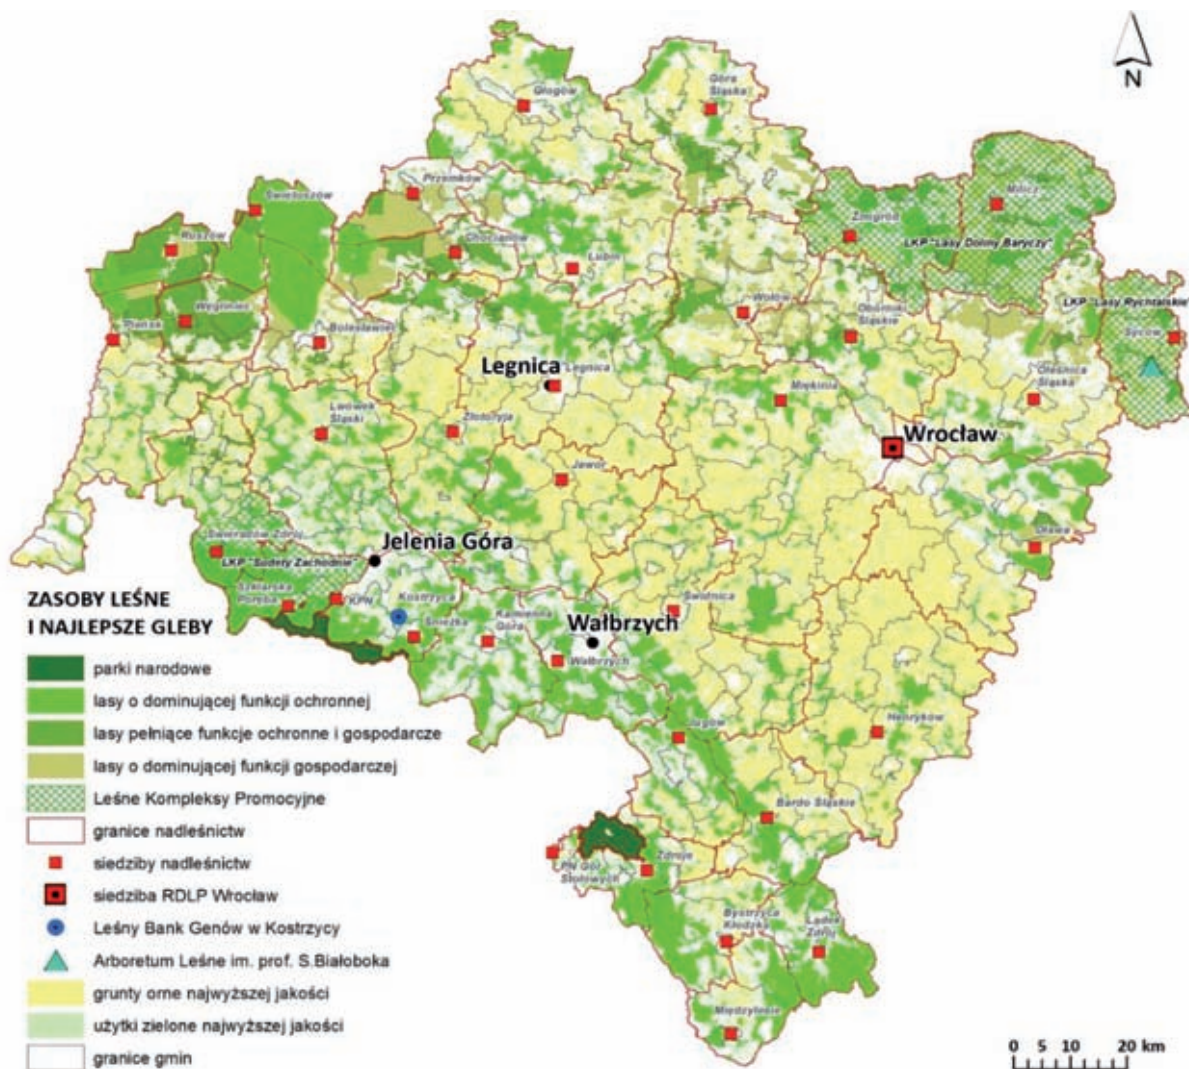 N
Głogów
Góra
Śląska
Przemków
Milicz
Świetoszów
Żmigród
Ruszów
LKP "Lasy Doliny Baryczy"
Chocianów
Lubin
Węgliniec
Wołów
LKP "Lasy Rychtalskie"
Pieńsk
Bolesławiec
Oborniki
Śląskie
Syców
Legnica
Legnica
Oleśnica
Śląska
Miękinia
Lwówek
Śląski
Złotoryja
Wrocław
Jawor
Świeradów Zdrój
Jelenia Góra
Oława
LKP "Sudety Zachodnie"
Szklarska
Poręba
KPN
Kostrzyca
Śnieżka
Kamienna
Góra
Świdnica
Wałbrzych
Wałbrzych
Jugów
Henryków
Bardo Śląskie
PN Gór
Stołowych
Zdroje
Bystrzyca
Kłodzka
Lądek
Zdrój
Międzylesie
ZASOBY LEŚNE
I NAJLEPSZE GLEBY
parki narodowe
lasy o dominującej funkcji ochronnej
lasy pełniące funkcje ochronne i gospodarcze
lasy o dominującej funkcji gospodarczej
Leśne Kompleksy Promocyjne
granice nadleśnictw
siedziby nadleśnictw
siedziba RDLP Wrocław
Leśny Bank Genów w Kostrzycy
Arboretum Leśne im. prof. S.Białoboka
grunty orne najwyższej jakości
użytki zielone najwyższej jakości
granice gmin
0 5 10 20 km